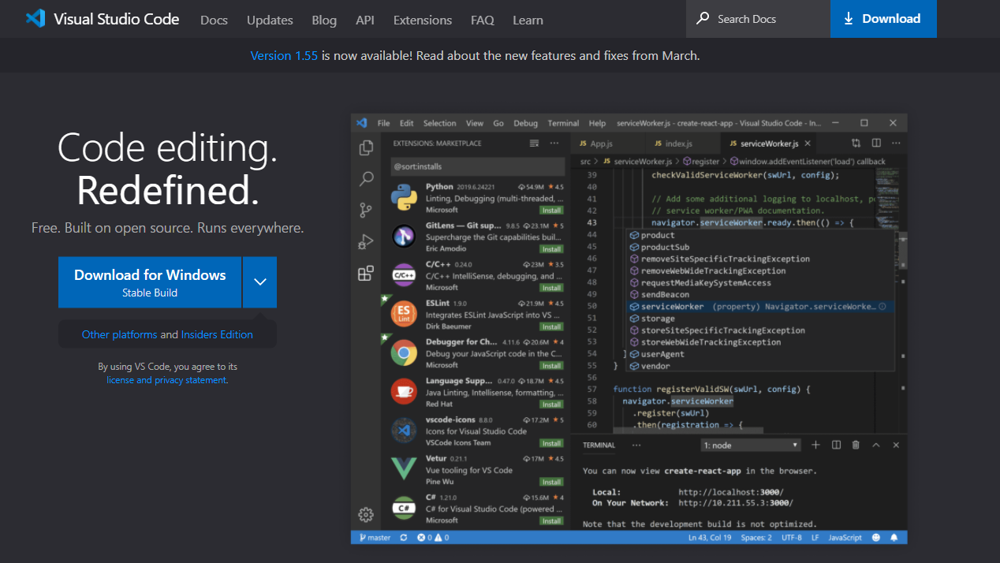 Visual Studio Code Docs Updates Blog API Extensions FAQ Learn Search Docs Download
Version 1.55 is now available! Read about the new features and fixes from March.
Code editing.
Redefined.
Free. Built on open source. Runs everywhere.
Download for Windows
Stable Build
Other platforms and Insiders Edition
By using VS Code, you agree to its
license and privacy statement.
File Edit Selection View Go Debug Terminal Help serviceWorker.js - create-react-app - Visual Studio Code - In...
EXTENSIONS: MARKETPLACE
@sort:installs
Python 2019.6.24221 54.9M 4.5
Linting, Debugging (multi-threaded, ...
Microsoft Install
GitLens — Git sup... 9.8.5 23.1M 5
Supercharge the Git capabilities buil...
Eric Amodio Install
C/C++
C/C++ 0.24.0 23M 3.5
C/C++ IntelliSense, debugging, and ...
Microsoft Install
ES
Lint
ESLint 1.9.0 21.9M 4.5
Integrates ESLint JavaScript into VS ...
Dirk Baeumer Install
Debugger for Ch... 4.11.6 20.6M 4
Debug your JavaScript code in the C...
Microsoft Install
Language Supp... 0.47.0 18.7M 4.5
Java Linting, Intellisense, formatting, ...
Red Hat Install
vscode-icons 8.8.0 17.2M 5
Icons for Visual Studio Code
VSCode Icons Team Install
Vetur 0.21.1 17M 4.5
Vue tooling for VS Code
Pine Wu Install
C#
C# 1.21.0 15.6M 4
C# for Visual Studio Code (powered ...
Microsoft Install
JS App.js JS index.js JS serviceWorker.js
src > JS serviceWorker.js > register > window.addEventListener('load') callback
39 checkValidServiceWorker(swUrl, config);
40
41 // Add some additional logging to localhost, p
42 // service worker/PWA documentation.
43 navigator.serviceWorker.ready.then(() => {
44 product
45 productSub
46 removeSiteSpecificTrackingException
47 removeWebWideTrackingException
48 requestMediaKeySystemAccess
49 sendBeacon
50 serviceWorker (property) Navigator.serviceWorke...
51 storage
52 storeSiteSpecificTrackingException
53 storeWebWideTrackingException
54 } userAgent
55 } vendor
56
57 function registerValidSW(swUrl, config) {
58 navigator.serviceWorker
59 .register(swUrl)
60 .then(registration => {
TERMINAL ... 1: node
You can now view create-react-app in the browser.
Local: http://localhost:3000/
On Your Network: http://10.211.55.3:3000/
Note that the development build is not optimized.
master 0 0 Ln 43, Col 19 Spaces: 2 UTF-8 LF JavaScript